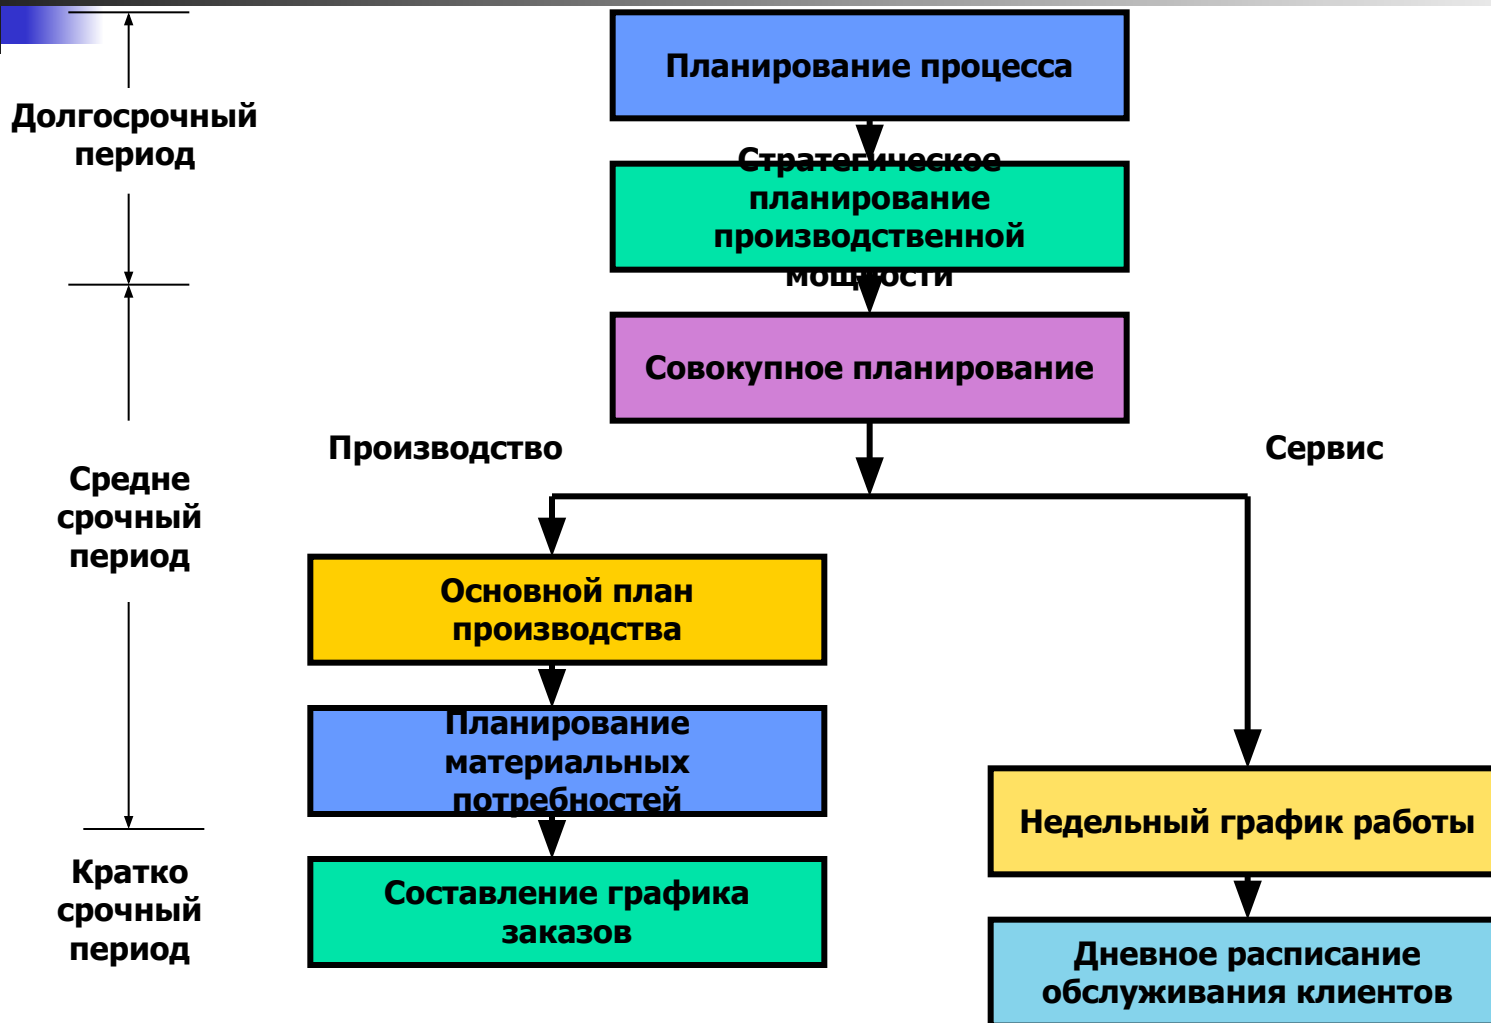 Планирование процесса
Долгосрочный
период
Стратегическое
планирование
производственной
мощности
Совокупное планирование
Производство
Сервис
Средне
срочный
период
Основной план
производства
Планирование
материальных
потребностей
Недельный график работы
Кратко
срочный
период
Составление графика
заказов
Дневное расписание
обслуживания клиентов